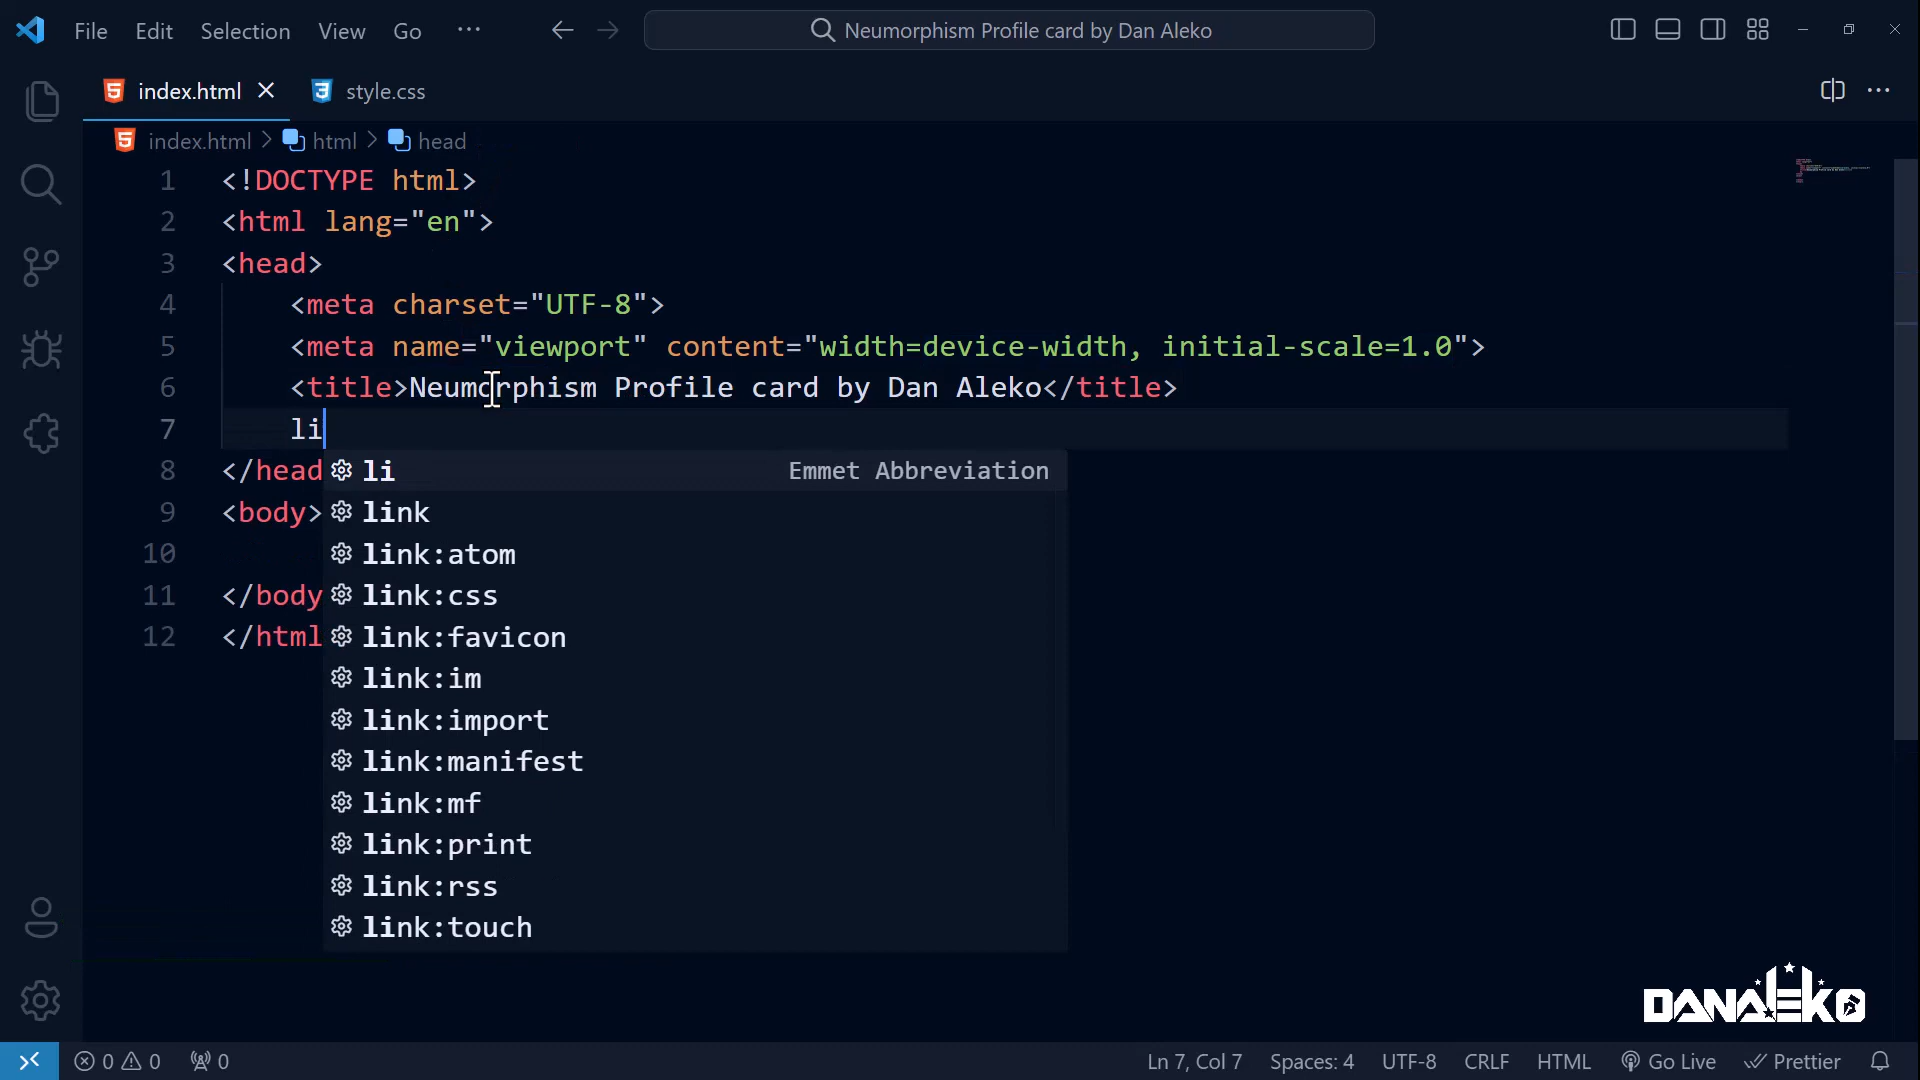 File Edit Selection View Go ··· Neumorphism Profile card by Dan Aleko
index.html style.css
index.html > html > head
1 <!DOCTYPE html>
2 <html lang="en">
3 <head>
4 <meta charset="UTF-8">
5 <meta name="viewport" content="width=device-width, initial-scale=1.0">
6 <title>Neumorphism Profile card by Dan Aleko</title>
7 li
8 </head li Emmet Abbreviation
9 <body> link
10 link:atom
11 </body link:css
12 </html link:favicon
link:im
link:import
link:manifest
link:mf
link:print
link:rss
link:touch
DANALEKO
0 0 0 Ln 7, Col 7 Spaces: 4 UTF-8 CRLF HTML Go Live Prettier